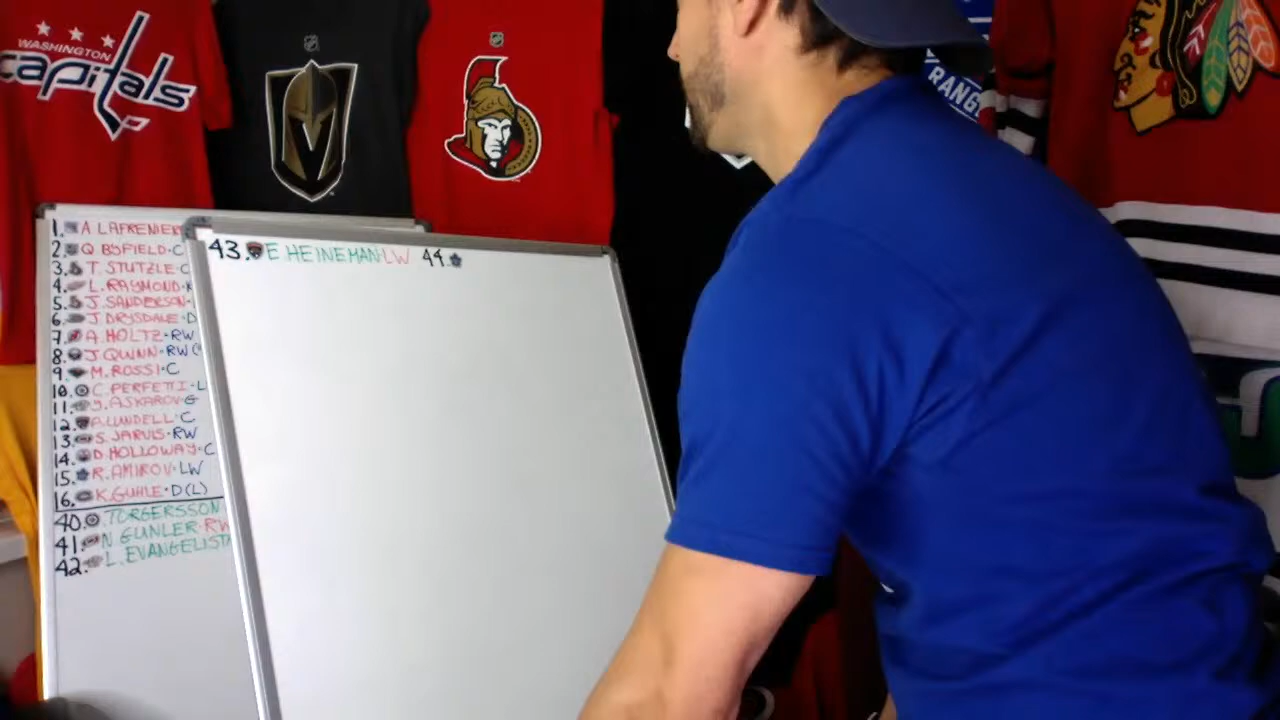 WASHINGTON
capitals
RANG
1. A LAFRENIER
2. Q BYFIELD·C
3. T. STUTZLE·C
4. L. RAYMOND·
5. J. SANDERSON·
6. J. DRYSDALE·D
7. A. HOLTZ·RW
8. J. QUINN·RW (
9. M. ROSSI·C
10. C. PERFETTI·L
11. Y. ASKAROV·G
12. A. LUNDELL·C
13. S. JARVIS·RW
14. D. HOLLOWAY·C
15. R. AMIROV·LW
16. K. GUHLE·D(L)
40. TORGERSSON
41. N GUNLER·RW
42. L. EVANGELISTA
43. E. HEINEMAN·LW 44.